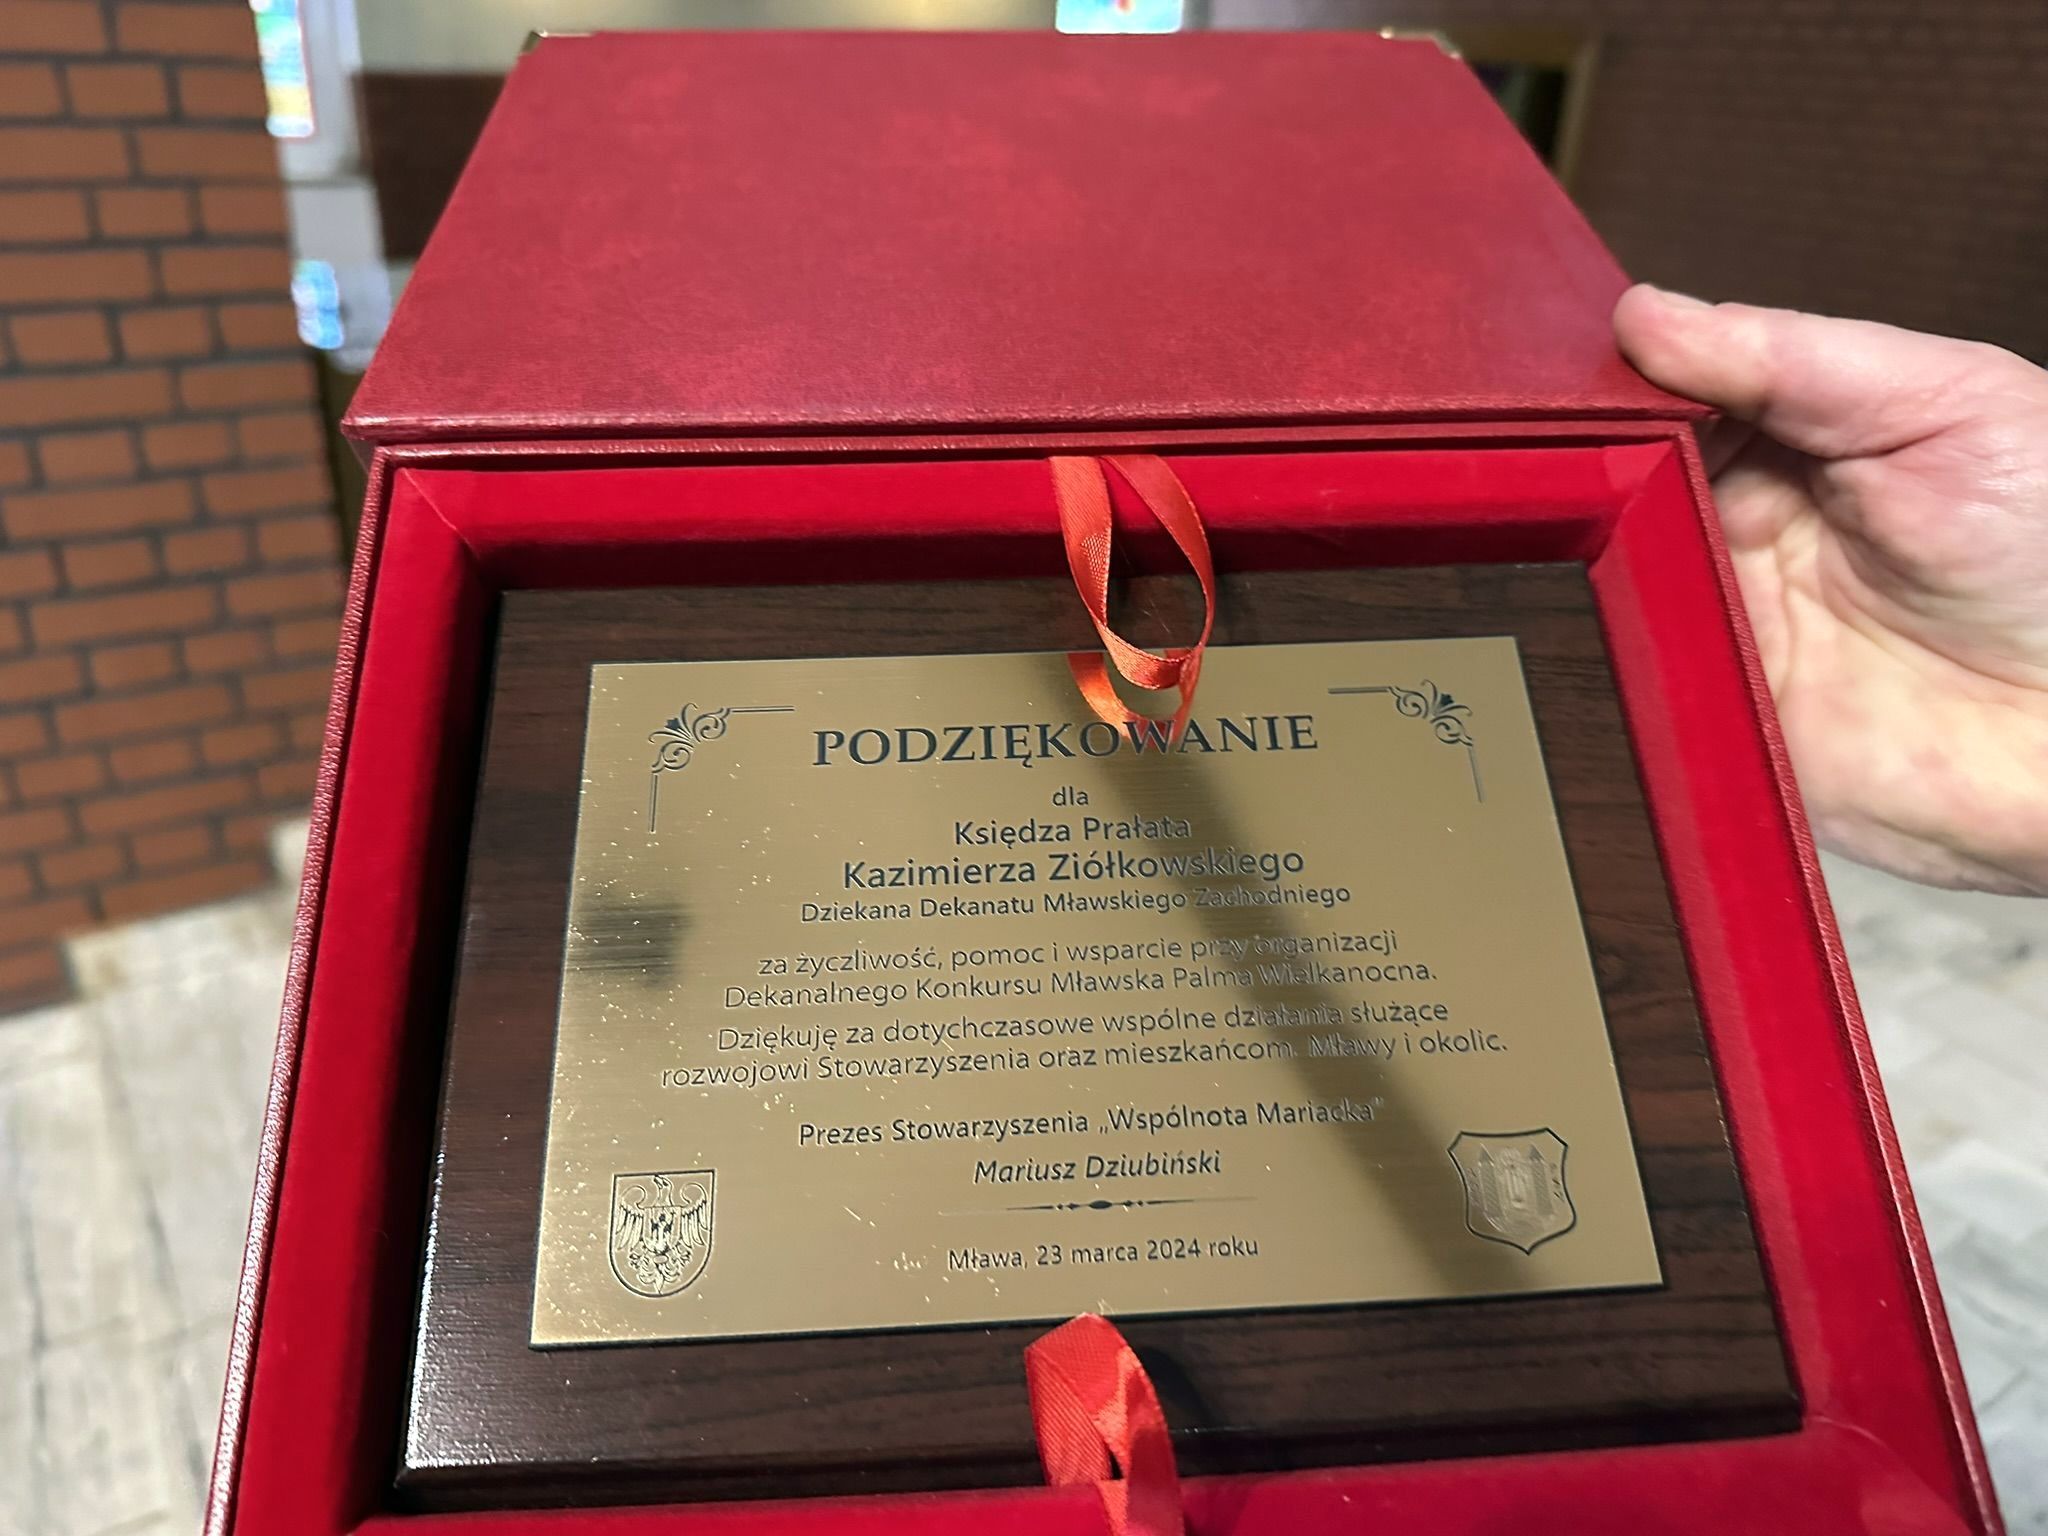 PODZIĘKOWANIE
dla
Księdza Prałata
Kazimierza Ziółkowskiego
Dziekana Dekanatu Mławskiego Zachodniego
za życzliwość, pomoc i wsparcie przy organizacji
Dekanalnego Konkursu Mławska Palma Wielkanocna.
Dziękuję za dotychczasowe wspólne działania służące
rozwojowi Stowarzyszenia oraz mieszkańcom Mławy i okolic.
Prezes Stowarzyszenia „Wspólnota Mariacka”
Mariusz Dziubiński
Mława, 23 marca 2024 roku